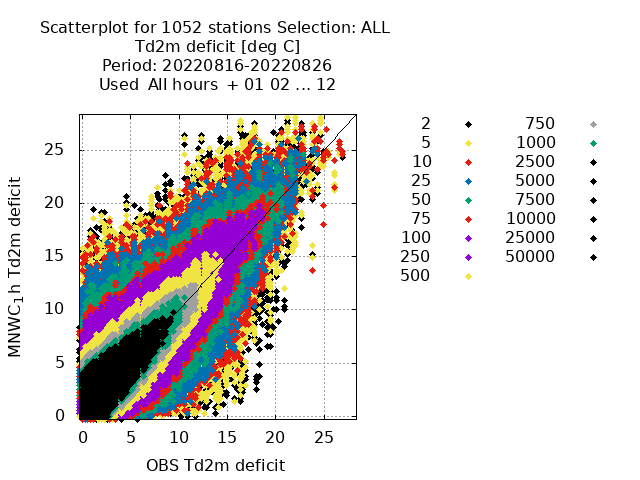 Scatterplot for 1052 stations Selection: ALL
Td2m deficit [deg C]
Period: 20220816-20220826
Used All hours + 01 02 ... 12
MNWC1h Td2m deficit
25
20
15
10
5
0
0 5 10 15 20 25
OBS Td2m deficit
2 750
5 1000
10 2500
25 5000
50 7500
75 10000
100 25000
250 50000
500